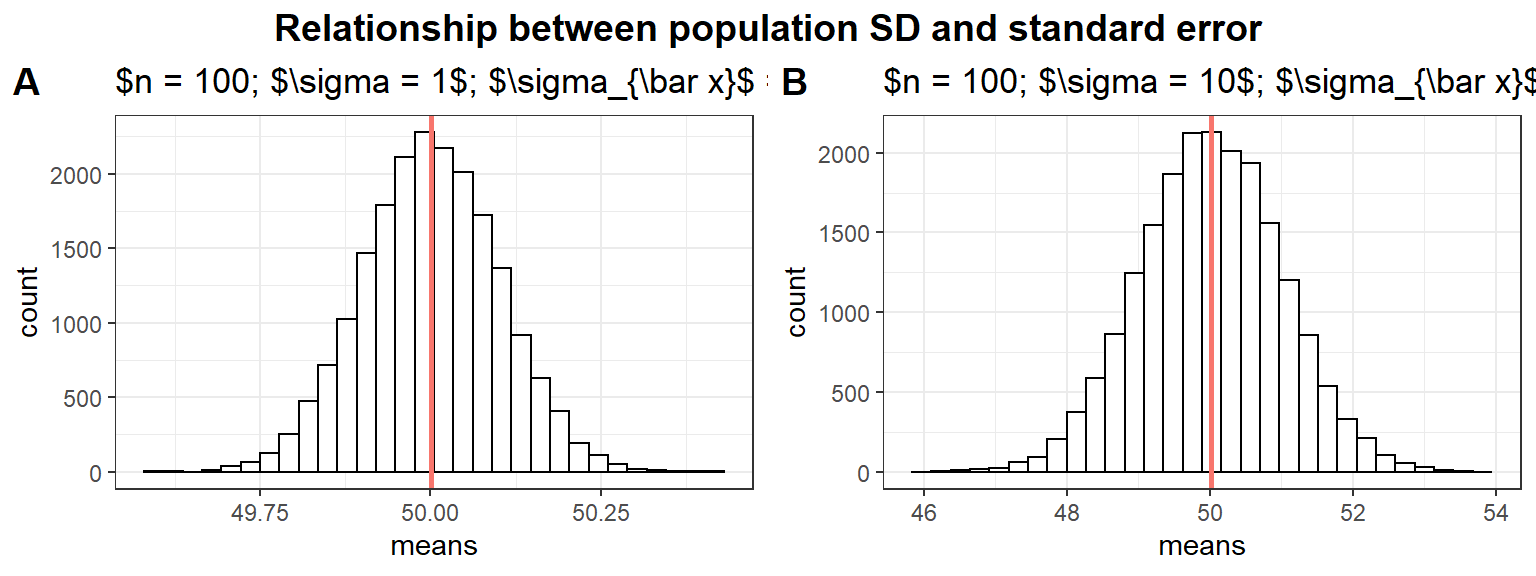 Relationship between population SD and standard error
A
$n = 100; $\sigma = 1$; $\sigma_{\bar x}$ =
2000
1500
1000
500
0
count
49.75 50.00 50.25
means
B
$n = 100; $\sigma = 10$; $\sigma_{\bar x}$
2000
1500
1000
500
0
count
46 48 50 52 54
means